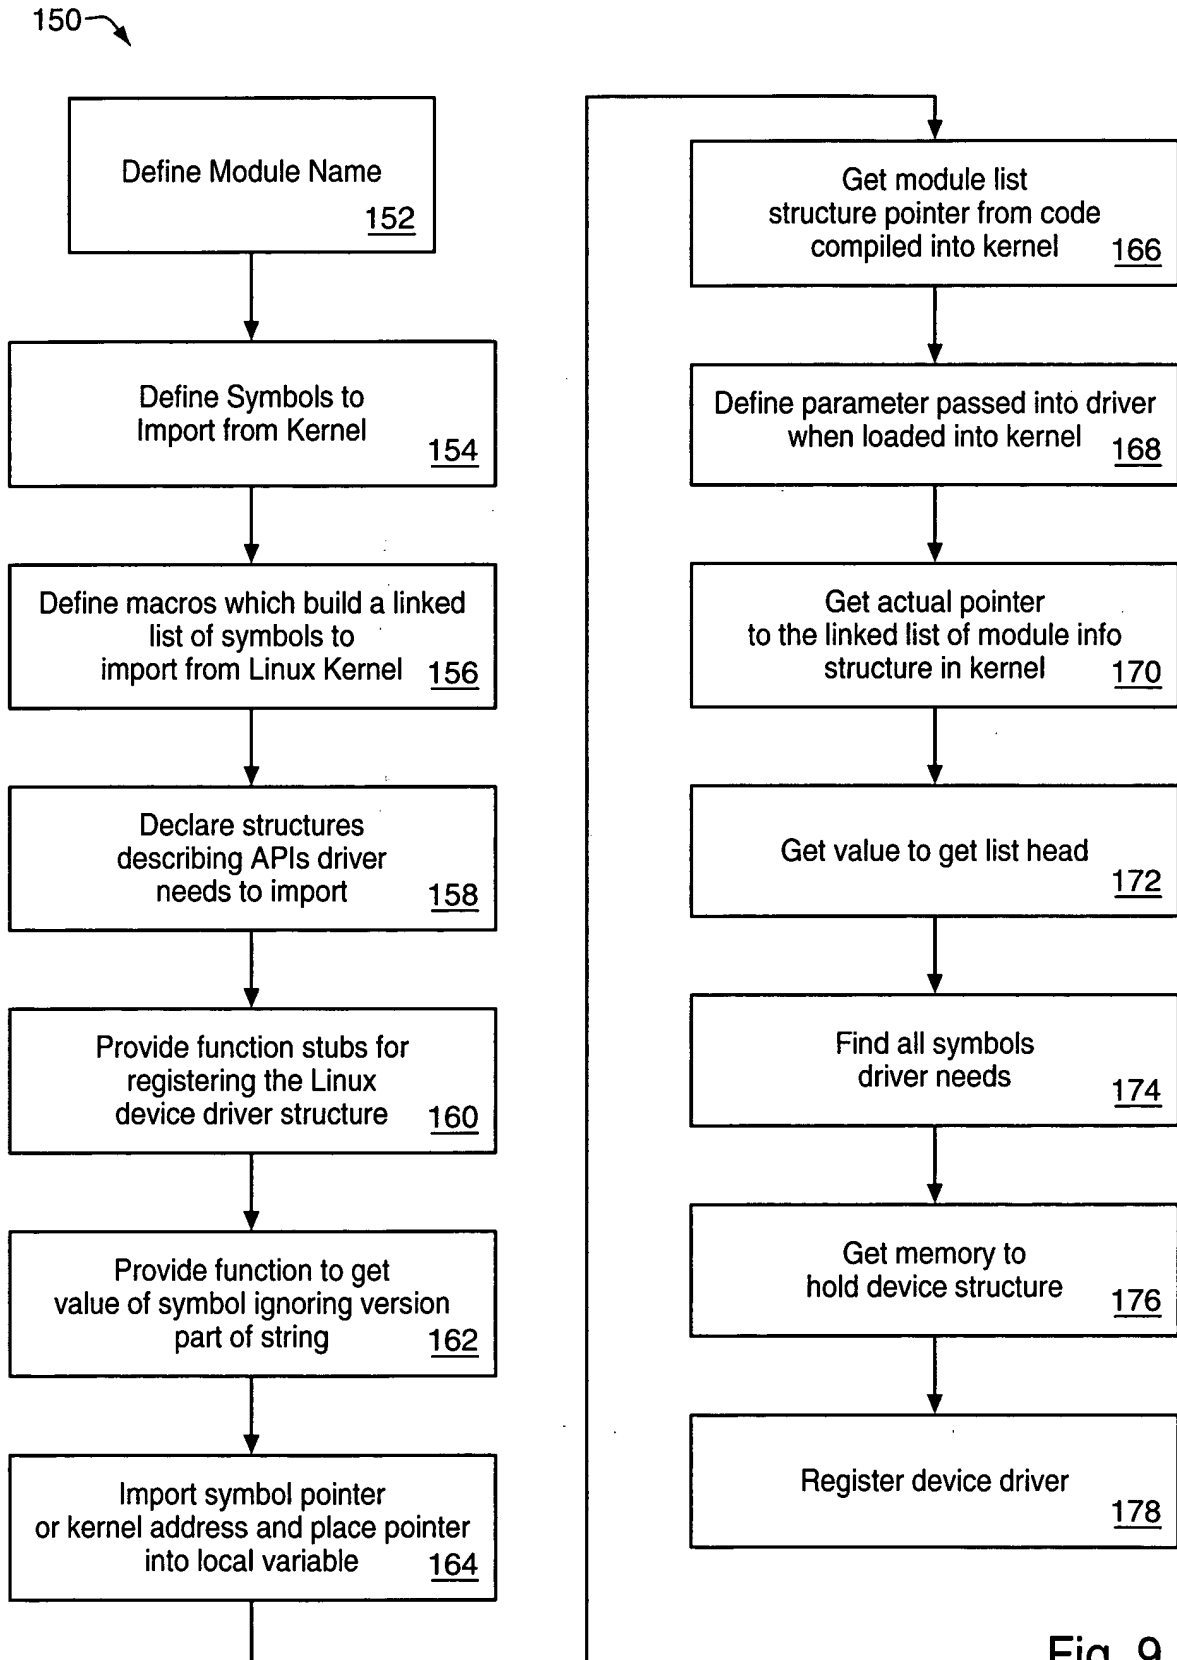 150
Define Module Name
152
Define Symbols to
Import from Kernel
154
Define macros which build a linked
list of symbols to
import from Linux Kernel
156
Declare structures
describing APIs driver
needs to import
158
Provide function stubs for
registering the Linux
device driver structure
160
Provide function to get
value of symbol ignoring version
part of string
162
Import symbol pointer
or kernel address and place pointer
into local variable
164
Get module list
structure pointer from code
compiled into kernel
166
Define parameter passed into driver
when loaded into kernel
168
Get actual pointer
to the linked list of module info
structure in kernel
170
Get value to get list head
172
Find all symbols
driver needs
174
Get memory to
hold device structure
176
Register device driver
178
Fig. 9